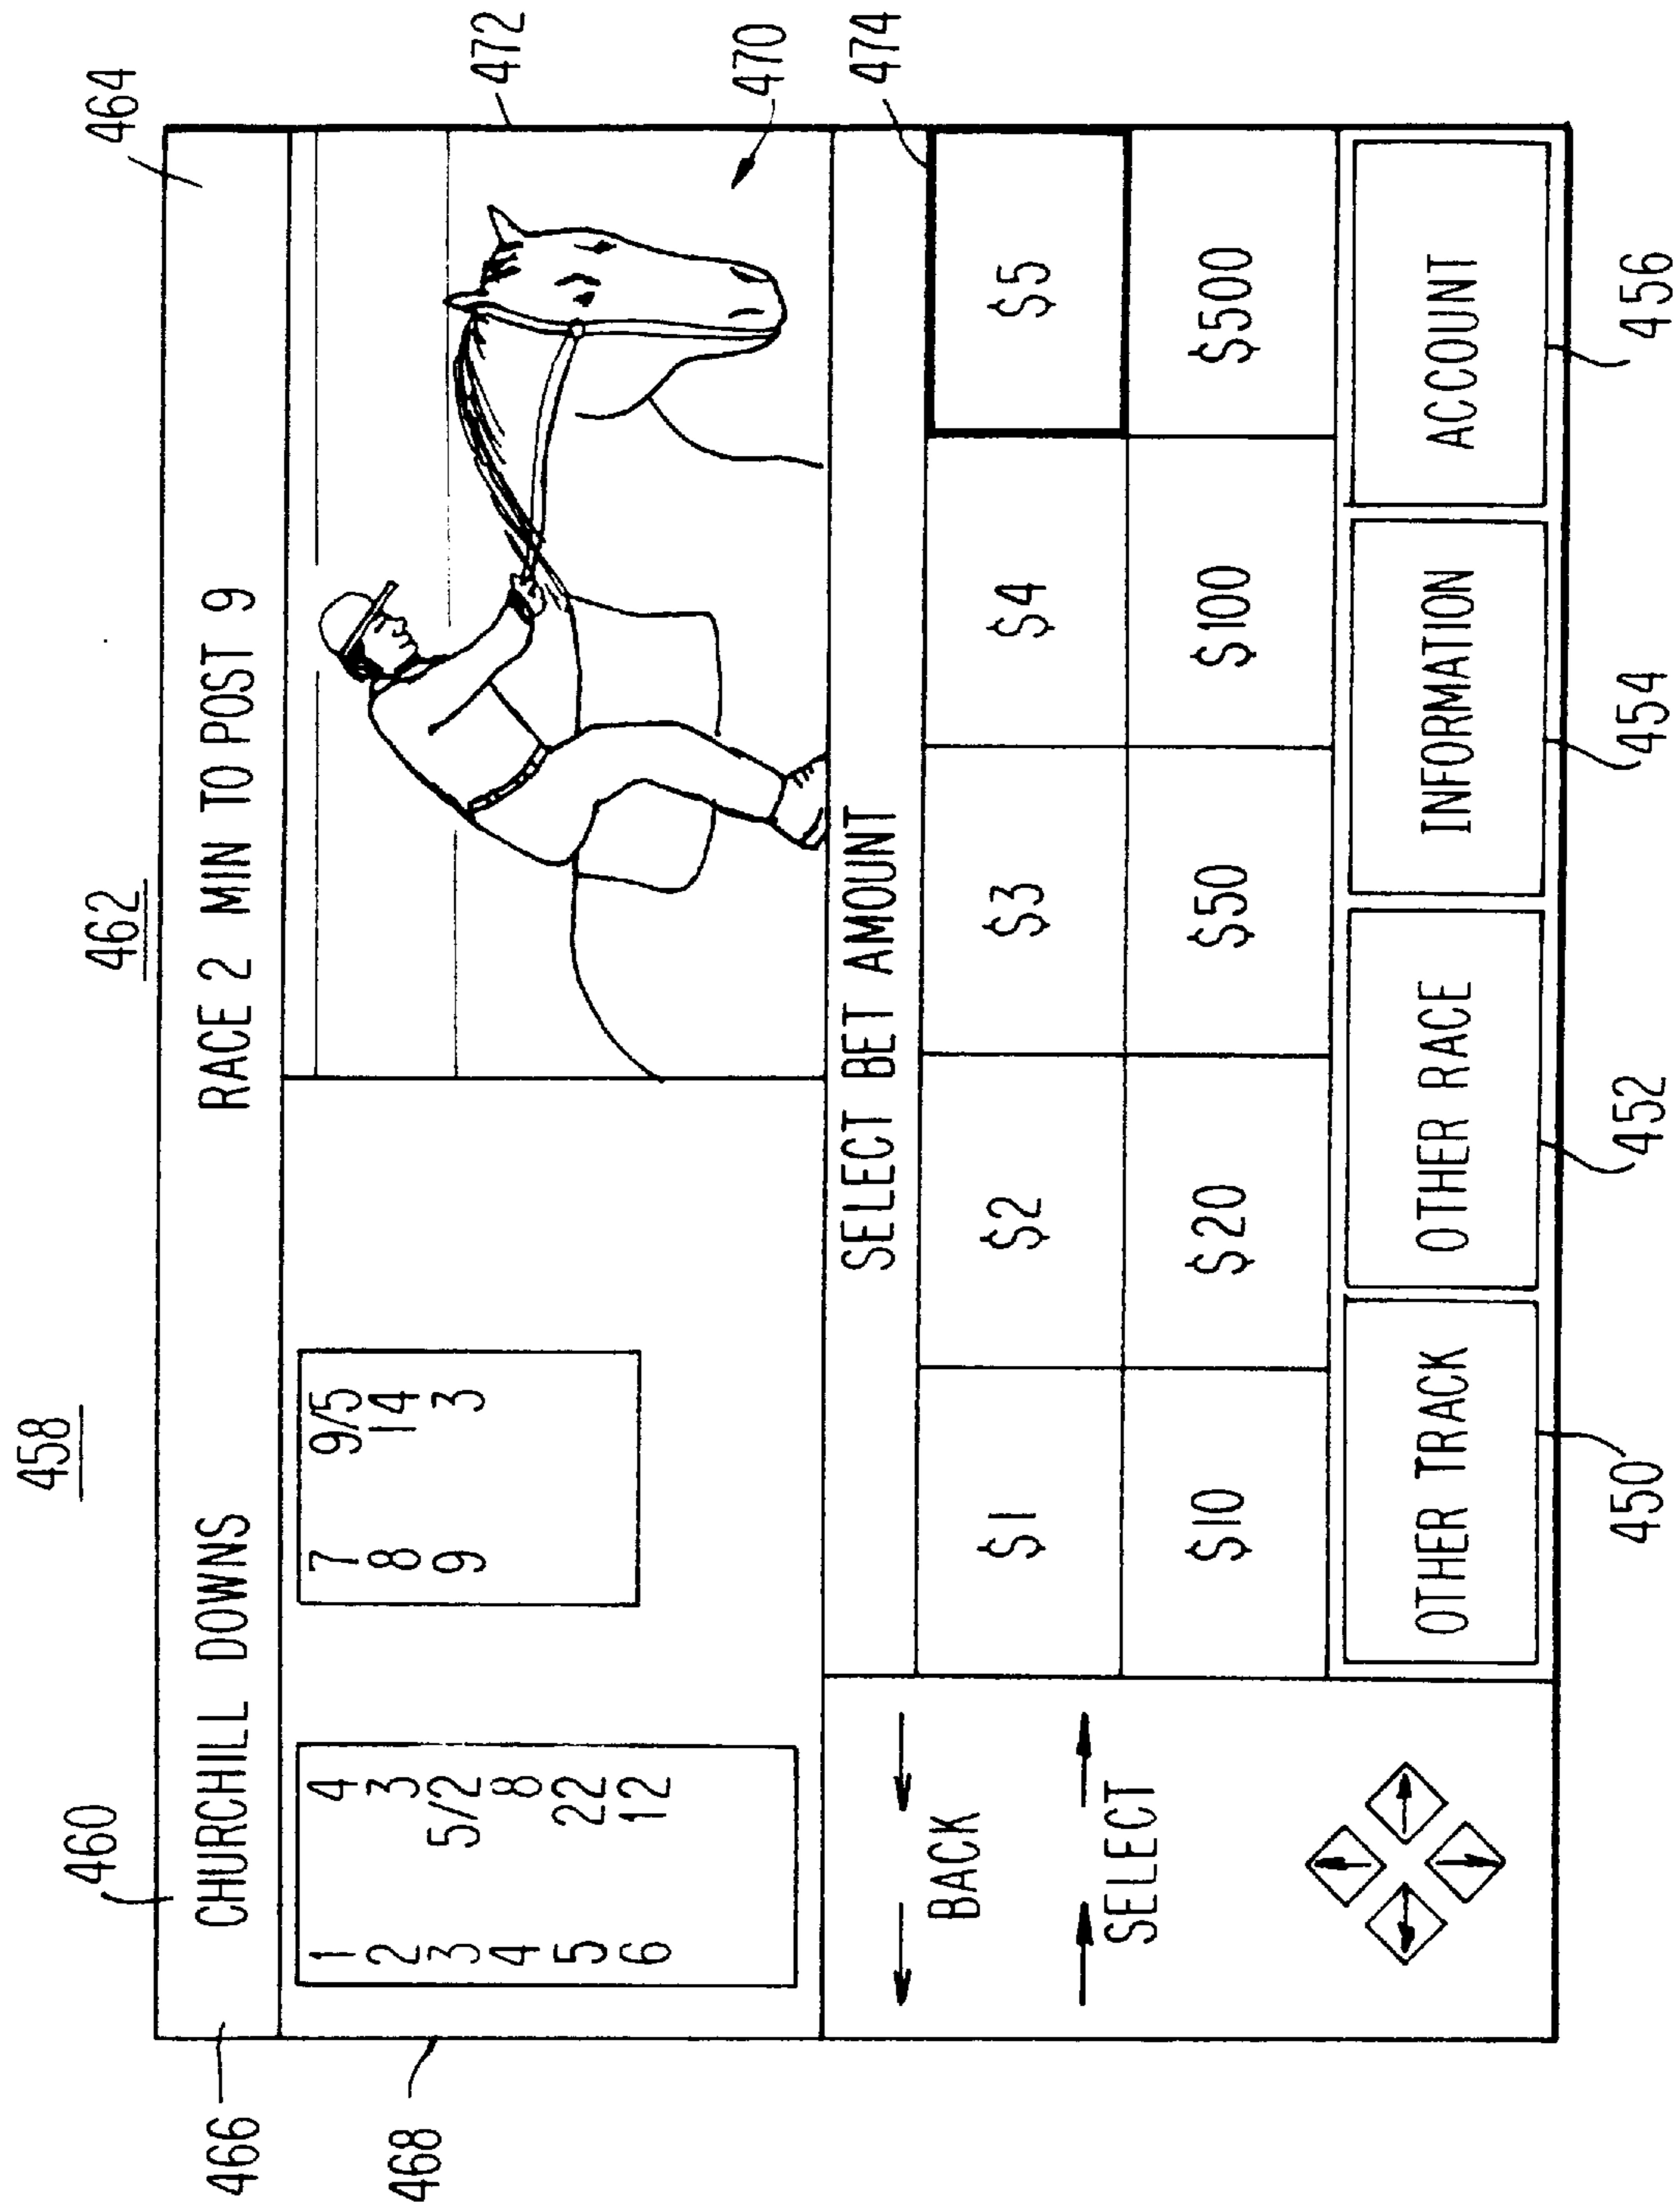 458
462
460
464
466
CHURCHILL DOWNS RACE 2 MIN TO POST 9
468
472
1 4
2 3
3 5/2
4 8
5 22
6 12
7 9/5
8 14
9 3
470
SELECT BET AMOUNT
474
BACK
SELECT
$1 $2 $3 $4 $5
$10 $20 $50 $100 $500
OTHER TRACK OTHER RACE INFORMATION ACCOUNT
450 452 454 456